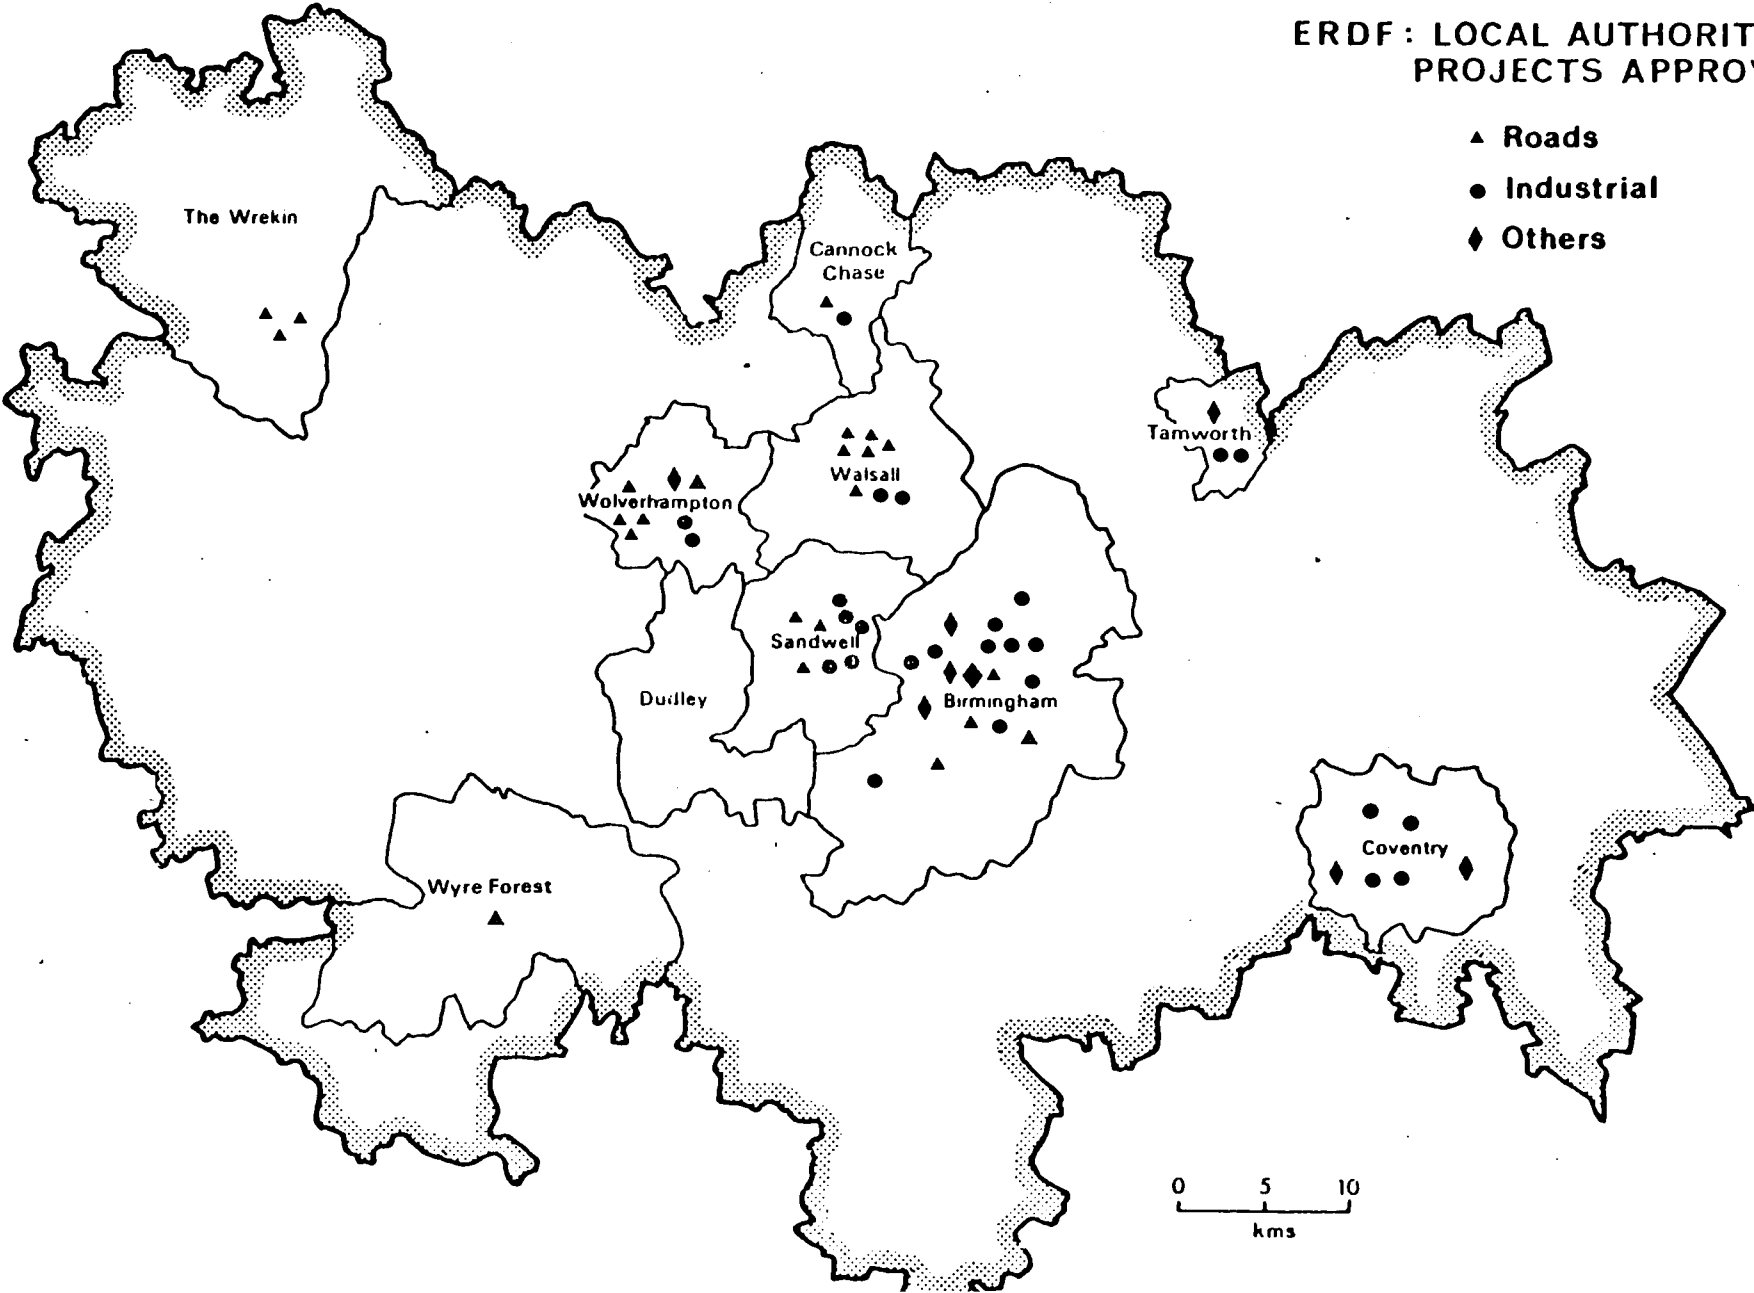 ERDF: LOCAL AUTHORIT
PROJECTS APPROV
Roads
Industrial
Others
The Wrekin
Cannock
Chase
Tamworth
Walsall
Wolverhampton
Sandwell
Dudley
Birmingham
Coventry
Wyre Forest
0 5 10
kms